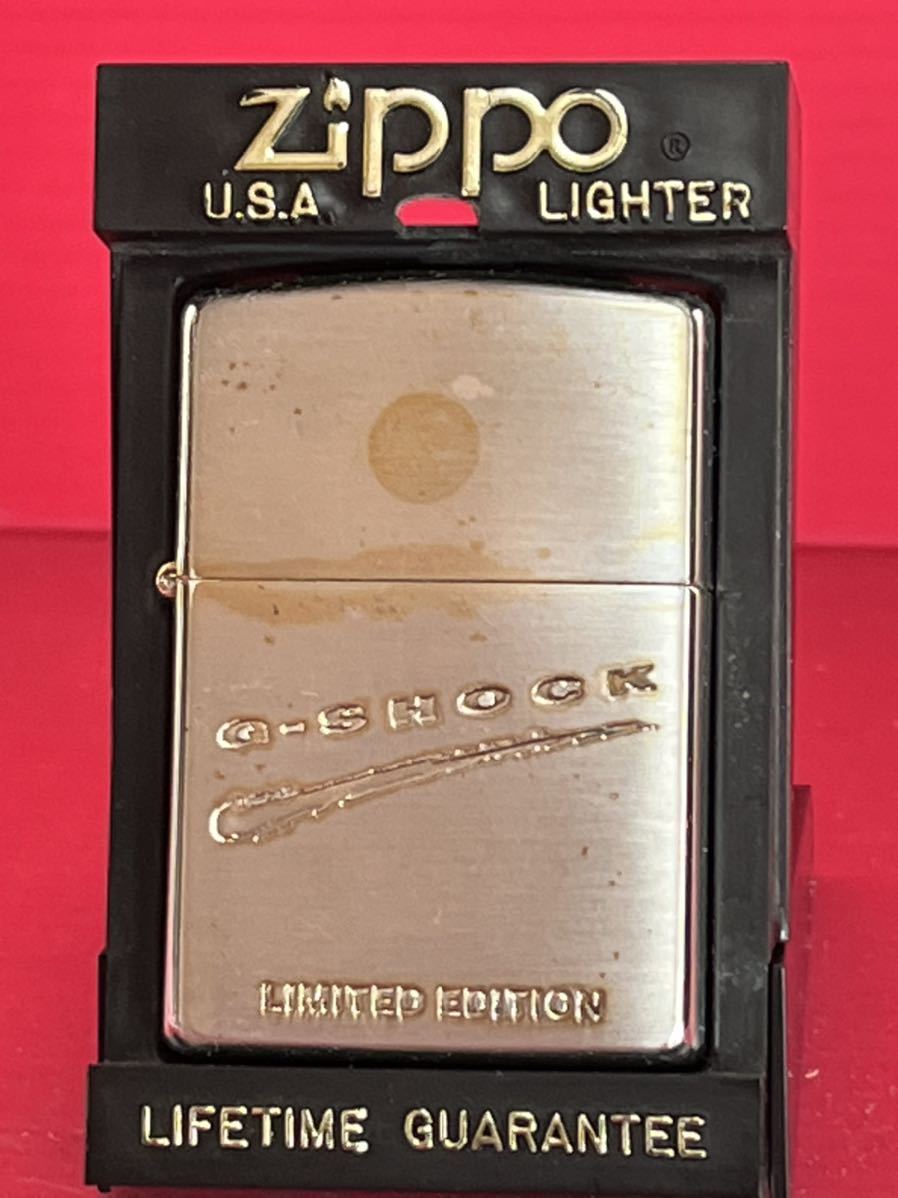 Zippo ®
U.S.A. LIGHTER
G-SHOCK
LIMITED EDITION
LIFETIME GUARANTEE